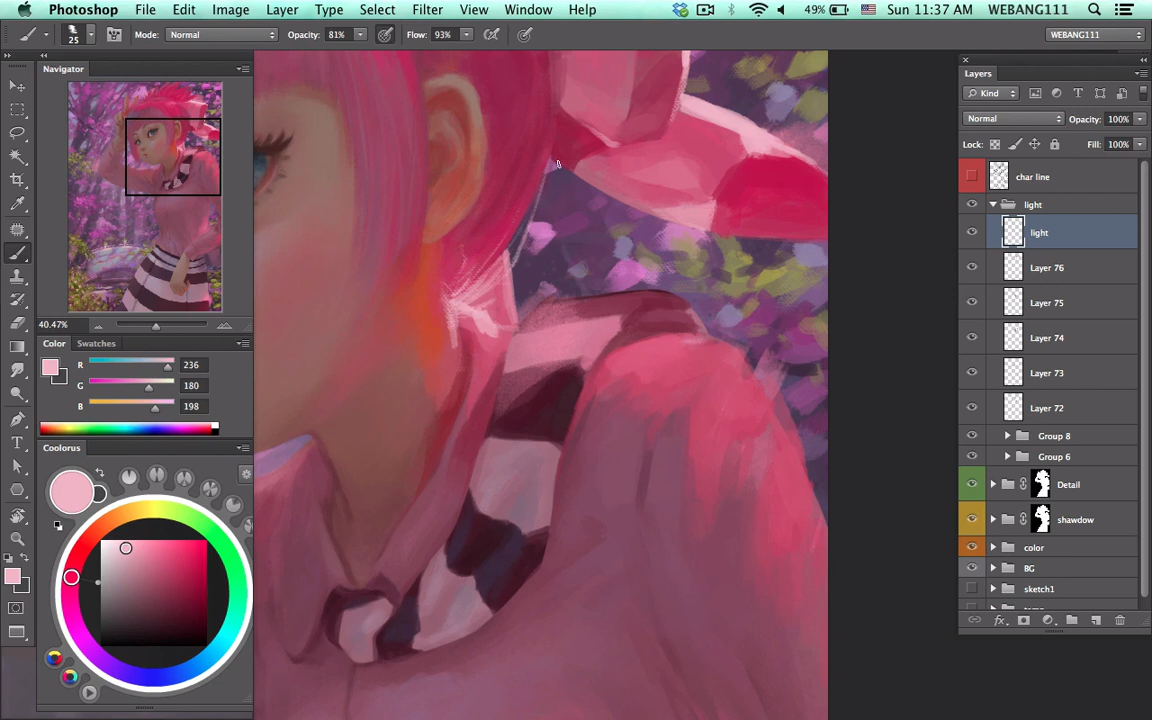 Photoshop File Edit Image Layer Type Select Filter View Window Help 49% Sun 11:37 AM WEBANG111
25 Mode: Normal Opacity: 81% Flow: 93% WEBANG111
Navigator
40.47%
Color Swatches
R 236
G 180
B 198
Coolorus
Layers
Kind
Normal Opacity: 100%
Lock: Fill: 100%
char line
light
light
Layer 76
Layer 75
Layer 74
Layer 73
Layer 72
Group 8
Group 6
Detail
shawdow
color
BG
sketch1